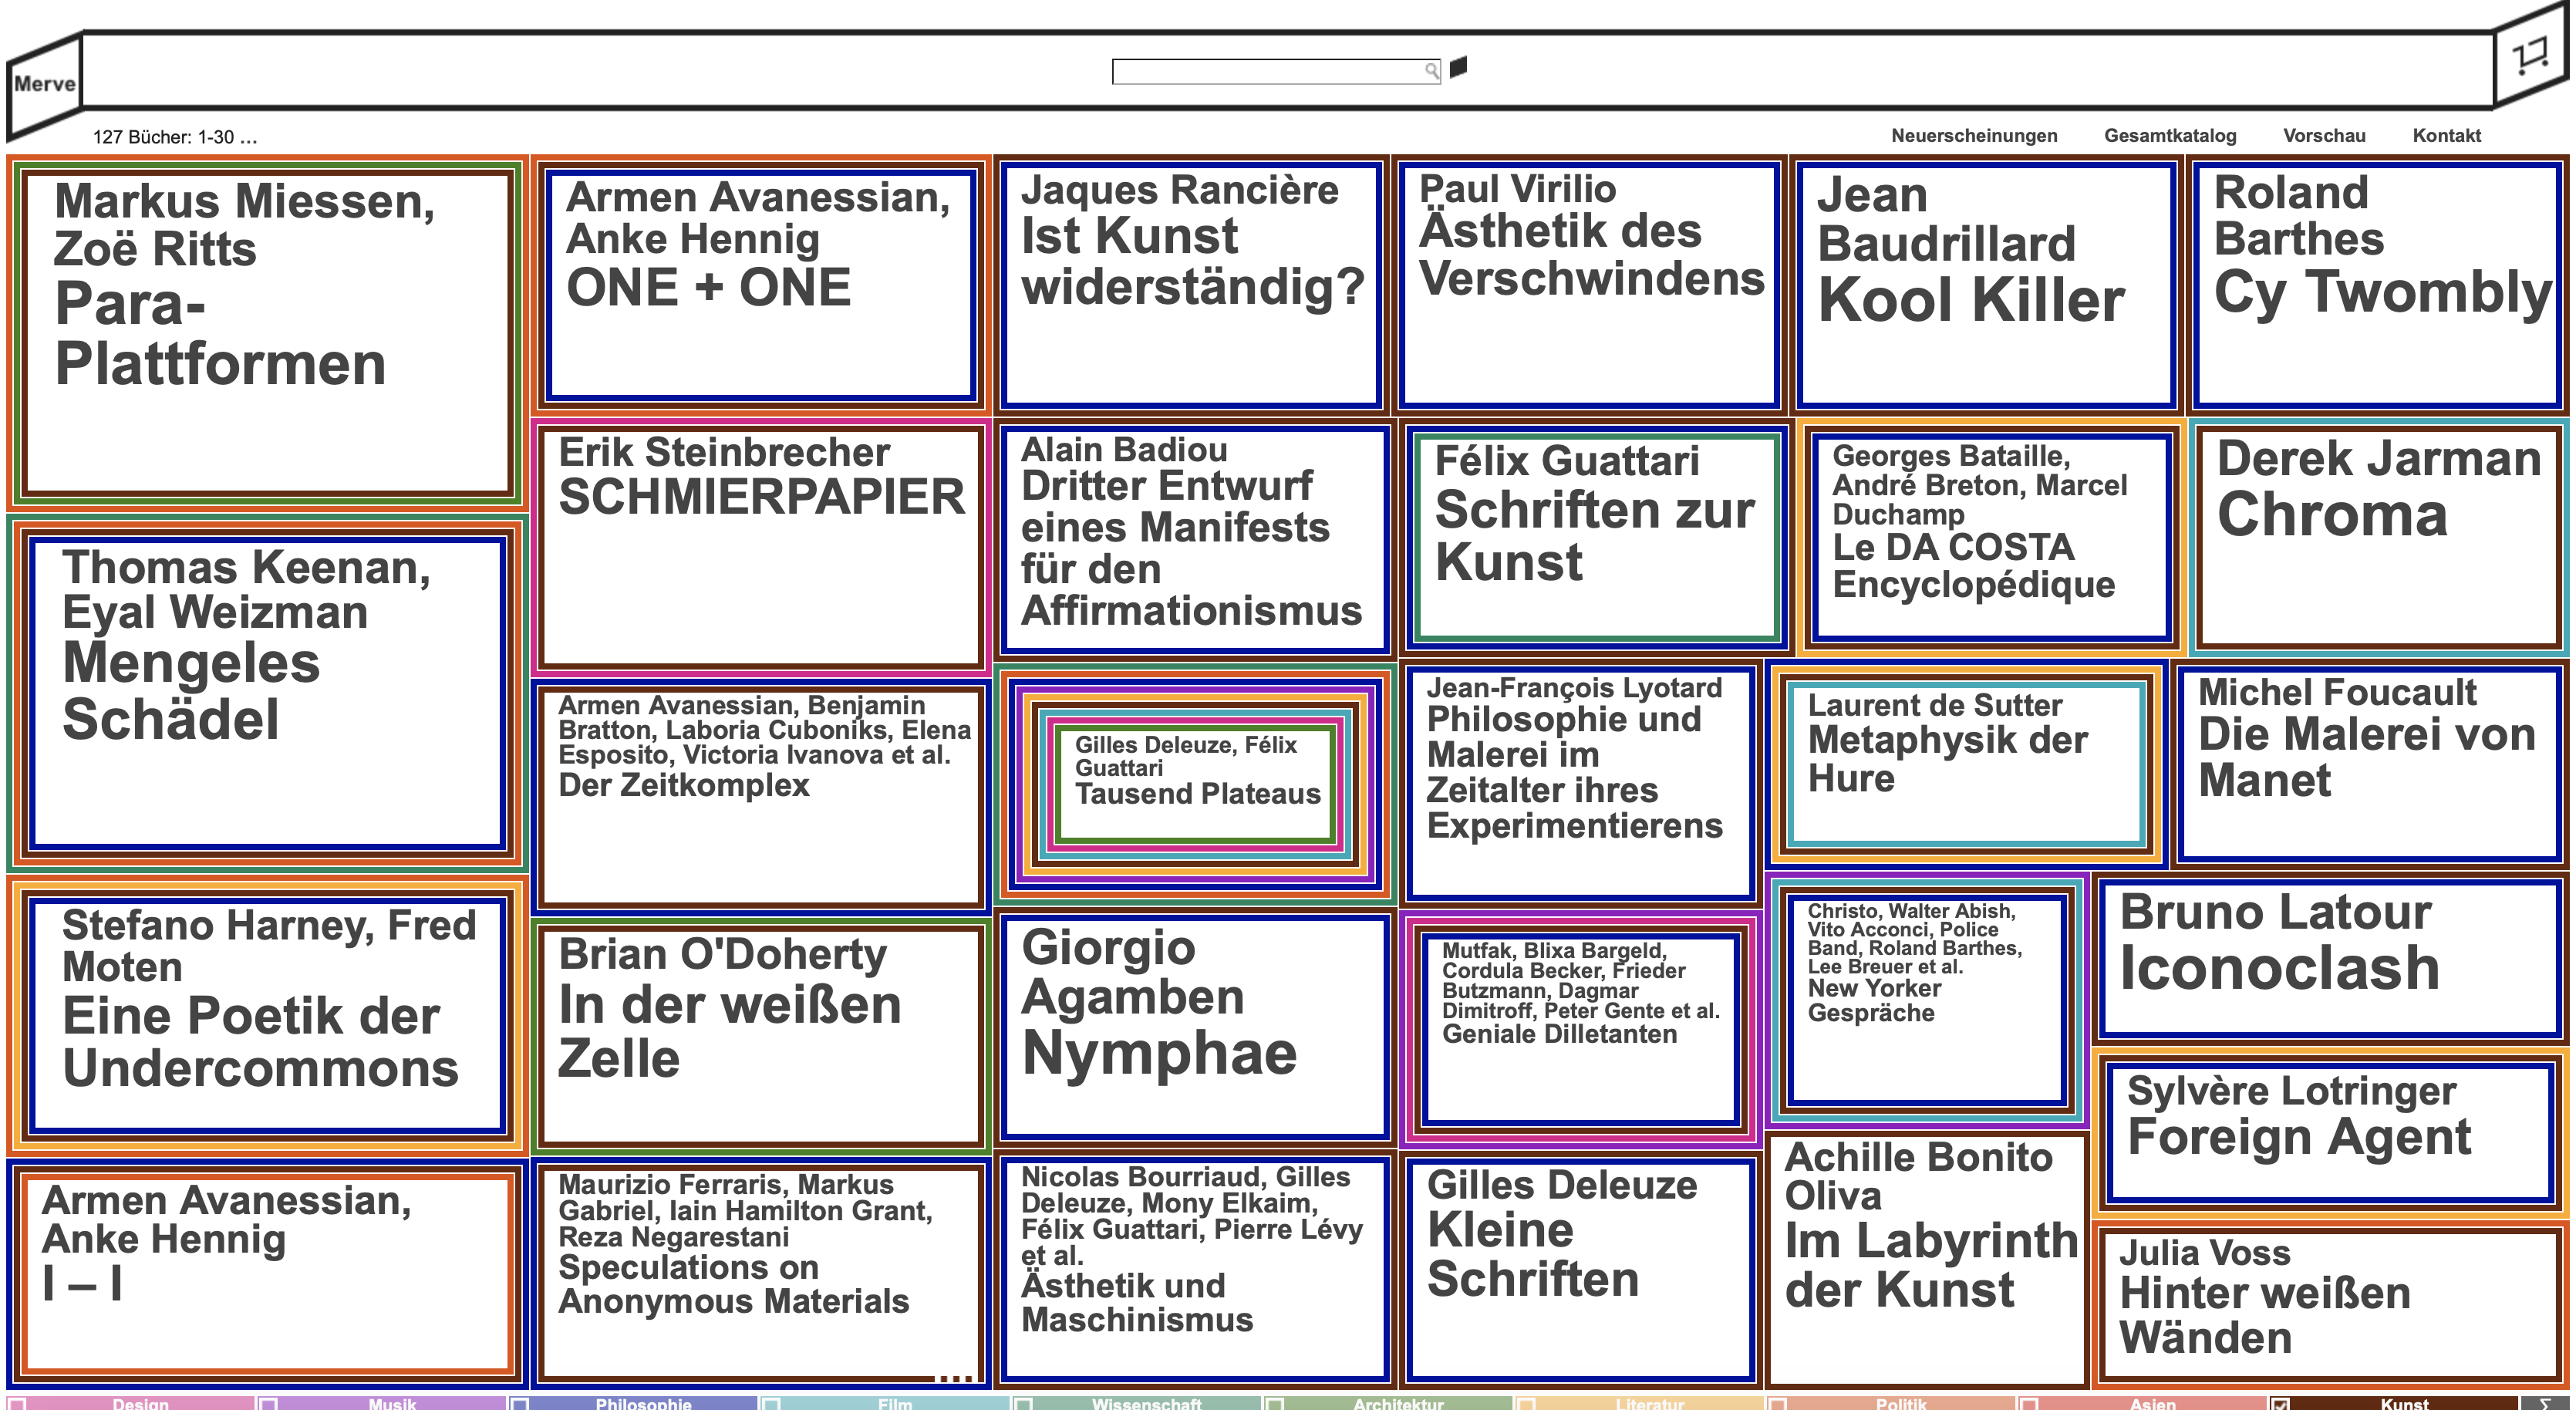 Merve
127 Bücher: 1-30 ...
Neuerscheinungen
Gesamtkatalog
Vorschau
Kontakt
Markus Miessen,
Zoë Ritts
Para-
Plattformen
Armen Avanessian,
Anke Hennig
ONE + ONE
Jaques Rancière
Ist Kunst
widerständig?
Paul Virilio
Ästhetik des
Verschwindens
Jean
Baudrillard
Kool Killer
Roland
Barthes
Cy Twombly
Erik Steinbrecher
SCHMIERPAPIER
Alain Badiou
Dritter Entwurf
eines Manifests
für den
Affirmationismus
Félix Guattari
Schriften zur
Kunst
Georges Bataille,
André Breton, Marcel
Duchamp
Le DA COSTA
Encyclopédique
Derek Jarman
Chroma
Thomas Keenan,
Eyal Weizman
Mengeles
Schädel
Armen Avanessian, Benjamin
Bratton, Laboria Cuboniks, Elena
Esposito, Victoria Ivanova et al.
Der Zeitkomplex
Gilles Deleuze, Félix
Guattari
Tausend Plateaus
Jean-François Lyotard
Philosophie und
Malerei im
Zeitalter ihres
Experimentierens
Laurent de Sutter
Metaphysik der
Hure
Michel Foucault
Die Malerei von
Manet
Stefano Harney, Fred
Moten
Eine Poetik der
Undercommons
Brian O'Doherty
In der weißen
Zelle
Giorgio
Agamben
Nymphae
Mutfak, Blixa Bargeld,
Cordula Becker, Frieder
Butzmann, Dagmar
Dimitroff, Peter Gente et al.
Geniale Dilletanten
Christo, Walter Abish,
Vito Acconci, Police
Band, Roland Barthes,
Lee Breuer et al.
New Yorker
Gespräche
Bruno Latour
Iconoclash
Sylvère Lotringer
Foreign Agent
Armen Avanessian,
Anke Hennig
I – I
Maurizio Ferraris, Markus
Gabriel, Iain Hamilton Grant,
Reza Negarestani
Speculations on
Anonymous Materials
Nicolas Bourriaud, Gilles
Deleuze, Mony Elkaim,
Félix Guattari, Pierre Lévy
et al.
Ästhetik und
Maschinismus
Gilles Deleuze
Kleine
Schriften
Achille Bonito
Oliva
Im Labyrinth
der Kunst
Julia Voss
Hinter weißen
Wänden
Design
Musik
Philosophie
Film
Wissenschaft
Architektur
Literatur
Politik
Asien
Kunst
Σ